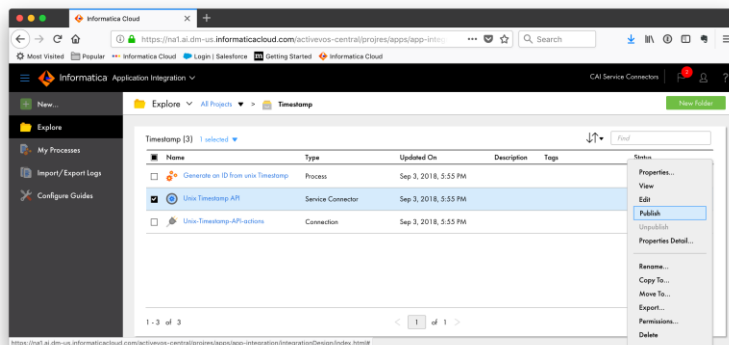 Informatica Cloud
https://na1.ai.dm-us.informaticacloud.com/activevos-central/projres/apps/app-integ
Search
Most Visited Popular Informatica Cloud Login | Salesforce Getting Started Informatica Cloud
Informatica Application Integration
CAI Service Connectors
New...
Explore
My Processes
Import/Export Logs
Configure Guides
Explore All Projects > Timestamp
New Folder
Timestamp (3) 1 selected
Find
Name Type Updated On Description Tags Status
Generate an ID from unix Timestamp Process Sep 3, 2018, 5:55 PM
Unix Timestamp API Service Connector Sep 3, 2018, 5:55 PM
Unix-Timestamp-API-actions Connection Sep 3, 2018, 5:55 PM
Properties...
View
Edit
Publish
Unpublish
Properties Detail...
Rename...
Copy To...
Move To...
Export...
Permissions...
Delete
1 - 3 of 3
1 of 1
https://na1.ai.dm-us.informaticacloud.com/activevos-central/projres/apps/app-integration/integrationDesign/index.html#